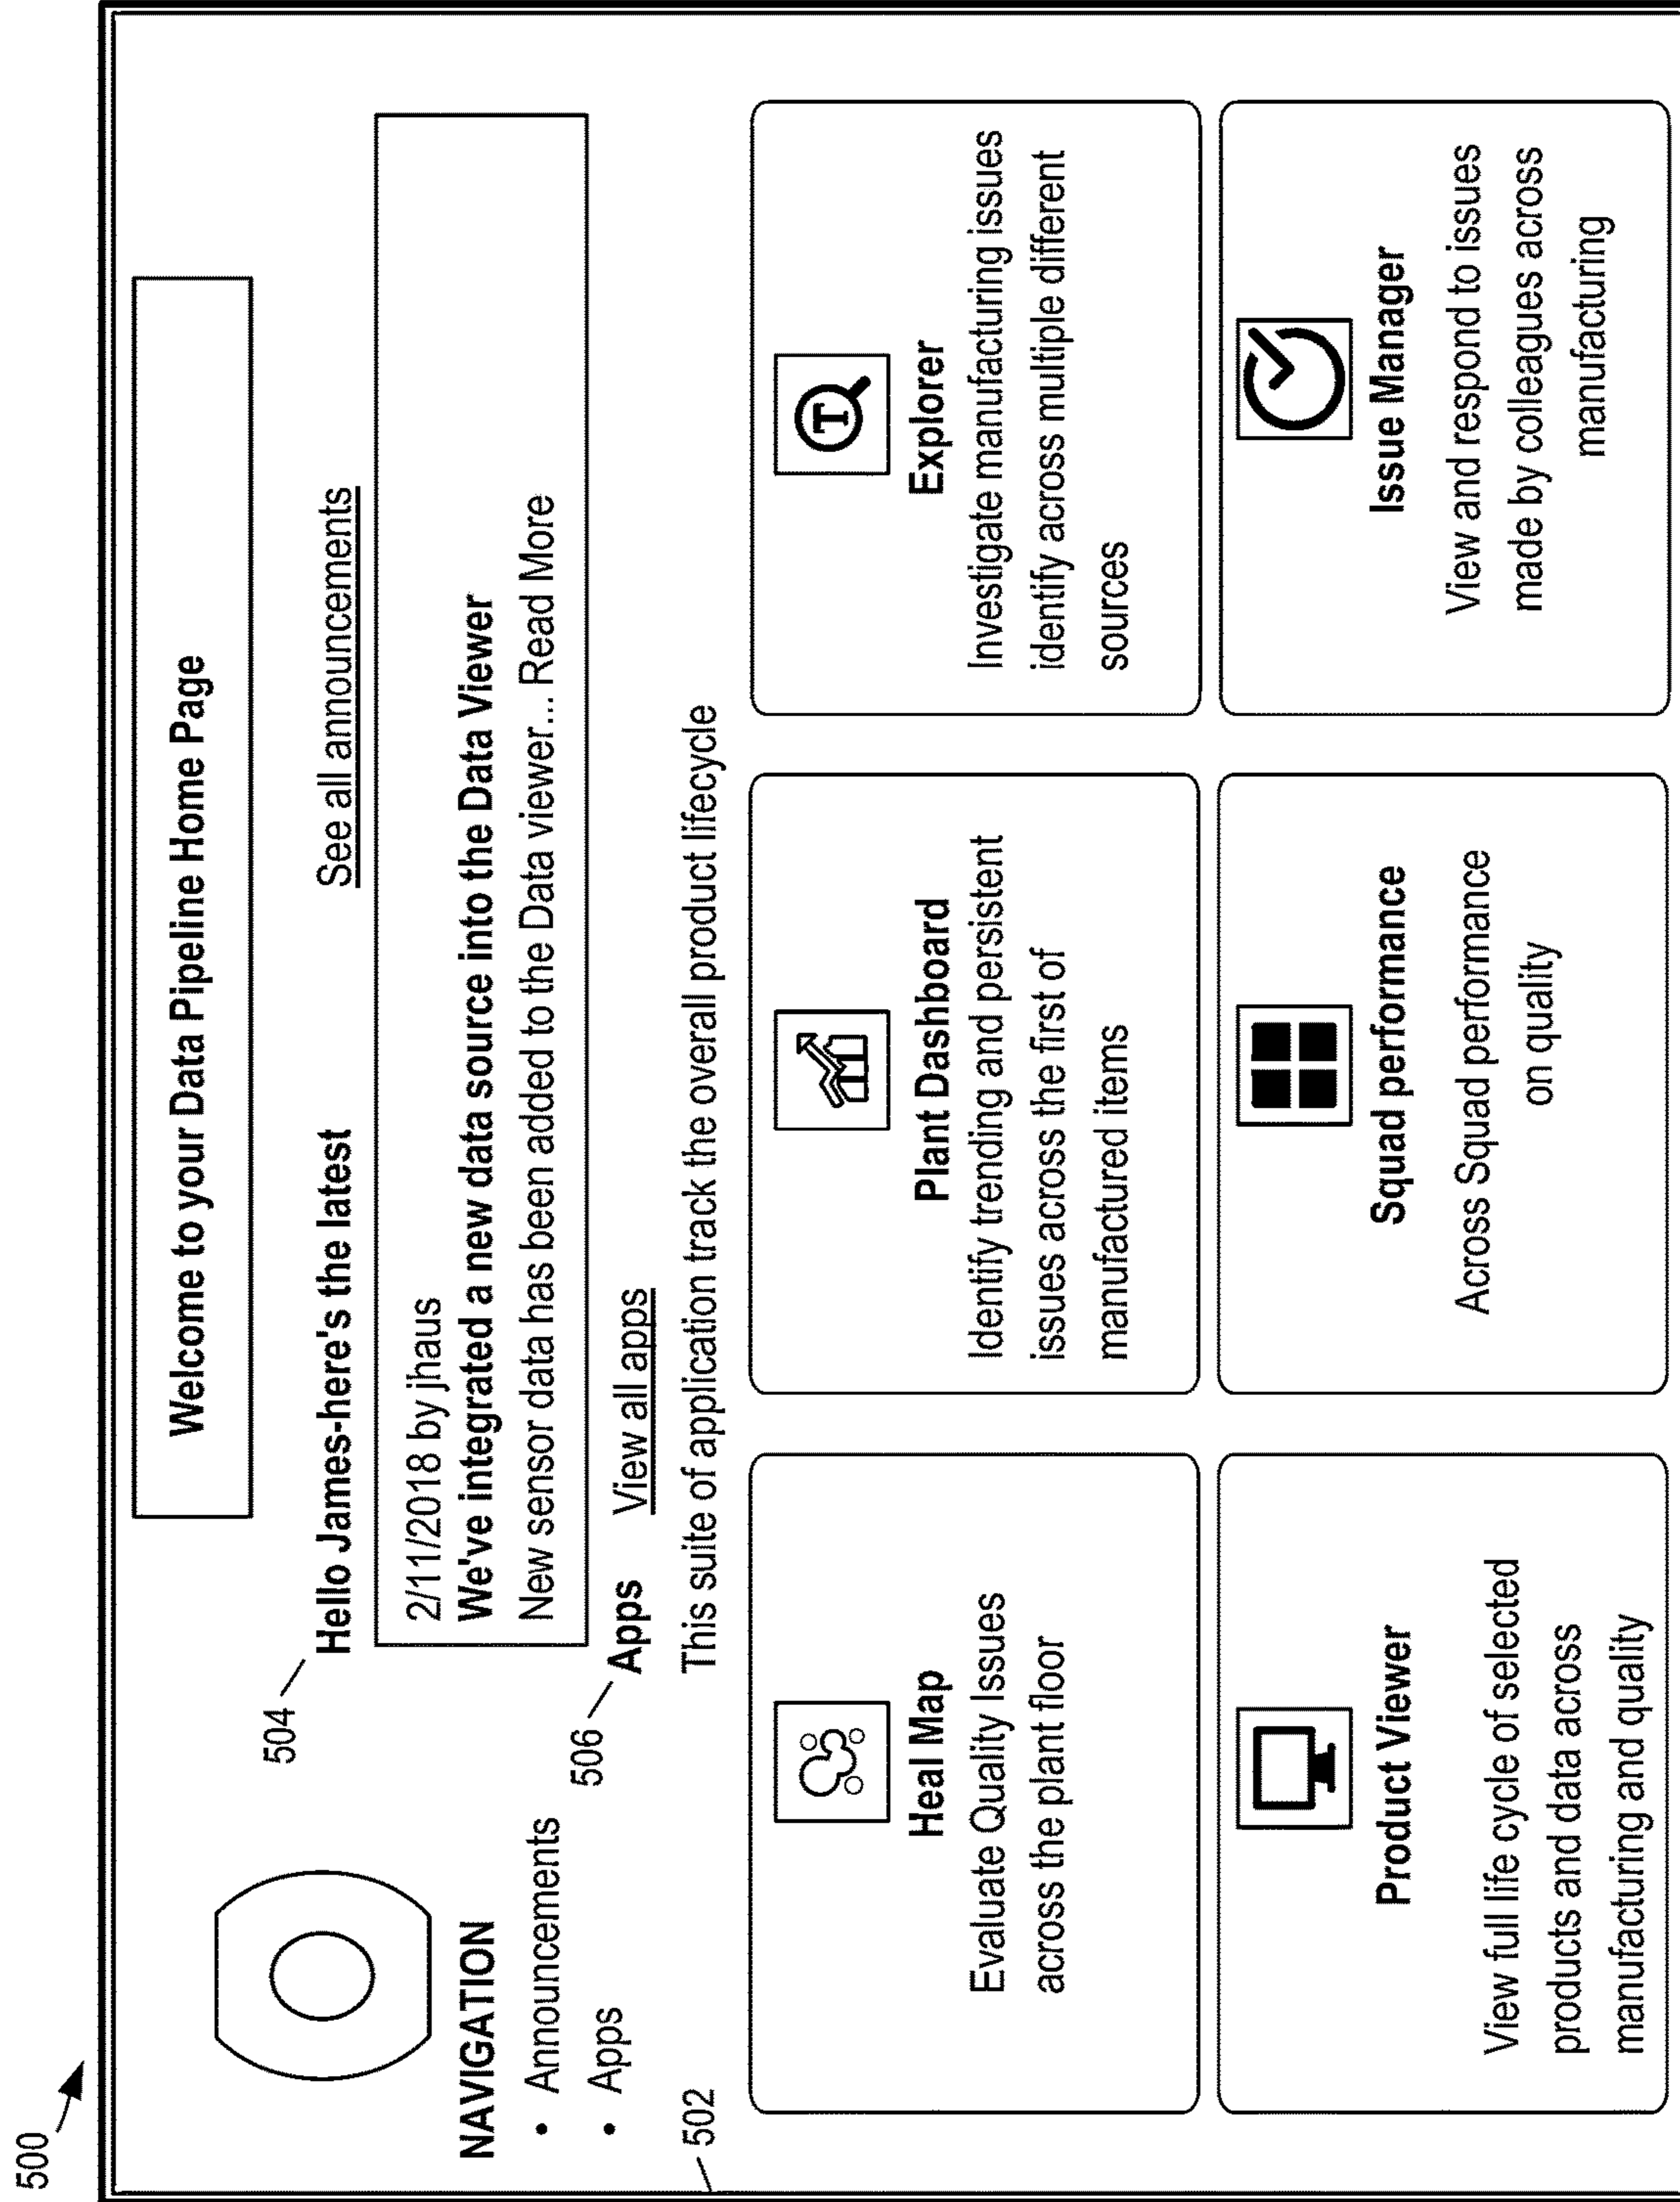 500
Welcome to your Data Pipeline Home Page
504
Hello James-here's the latest
See all announcements
2/11/2018 by jhaus
We've integrated a new data source into the Data Viewer
New sensor data has been added to the Data viewer... Read More
NAVIGATION
• Announcements
• Apps
502
506
Apps
View all apps
This suite of application track the overall product lifecycle
Heal Map
Evaluate Quality Issues
across the plant floor
Plant Dashboard
Identify trending and persistent
issues across the first of
manufactured items
T
Explorer
Investigate manufacturing issues
identify across multiple different
sources
Product Viewer
View full life cycle of selected
products and data across
manufacturing and quality
Squad performance
Across Squad performance
on quality
Issue Manager
View and respond to issues
made by colleagues across
manufacturing